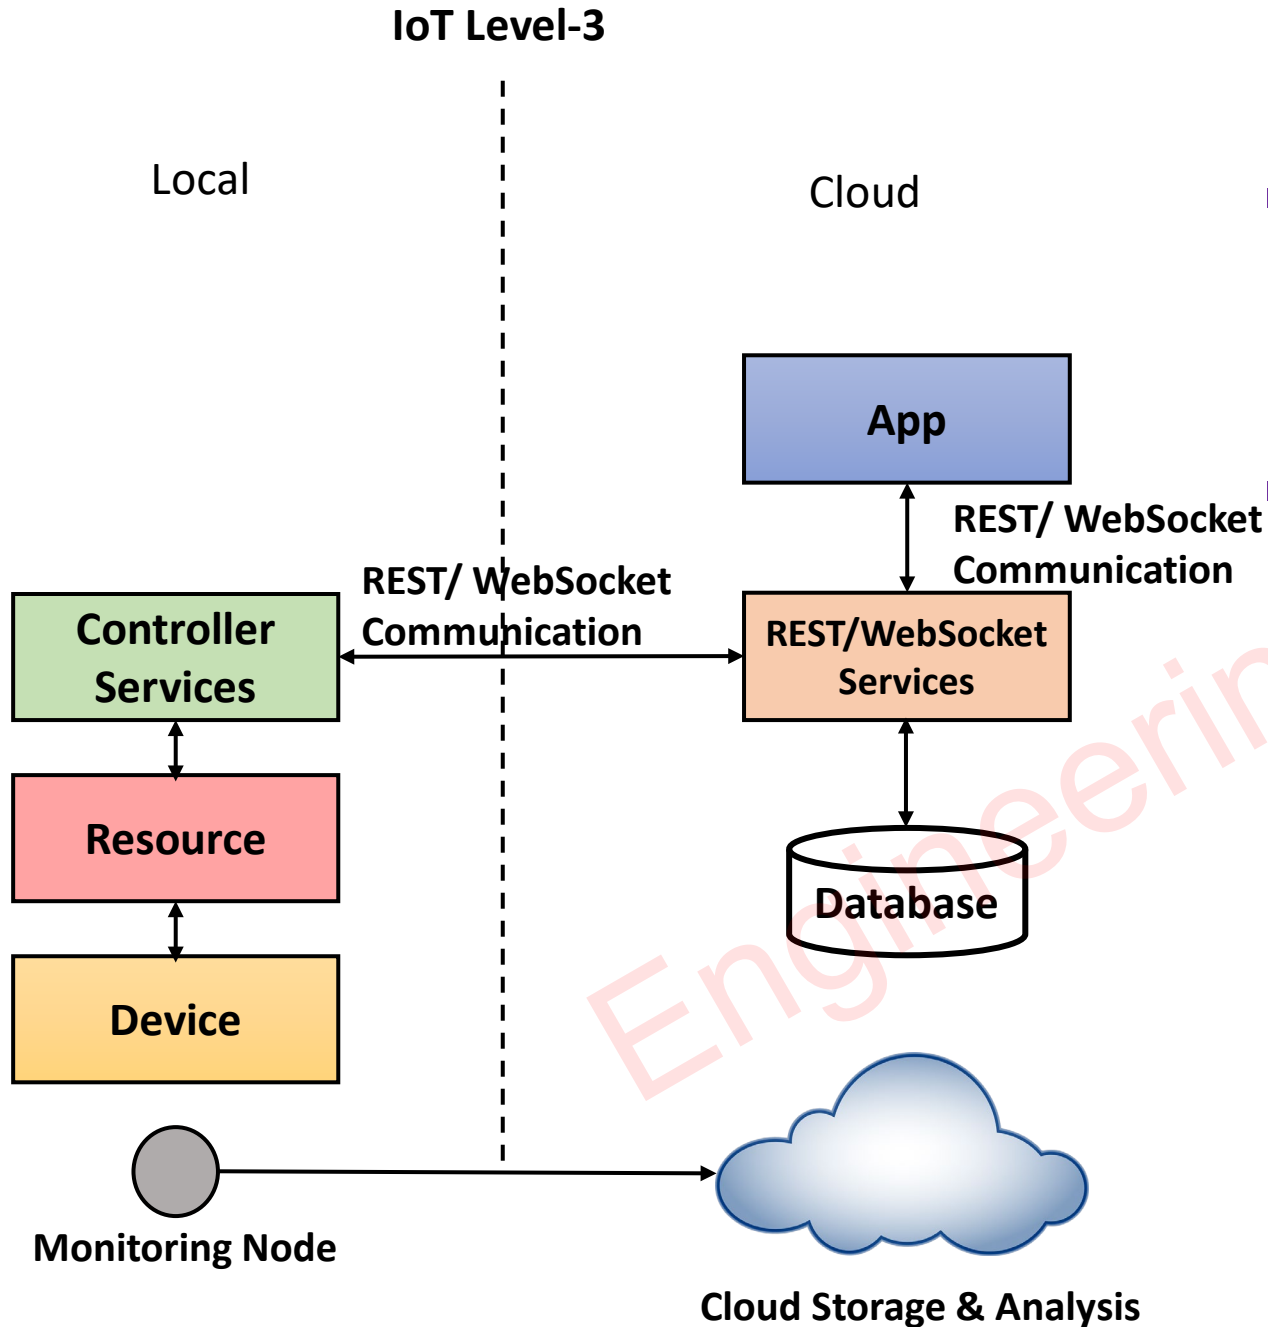 IoT Level-3
Local
Cloud
App
REST/ WebSocket
Communication
REST/ WebSocket
Communication
Controller
Services
REST/WebSocket
Services
Resource
Database
Device
Monitoring Node
Cloud Storage & Analysis